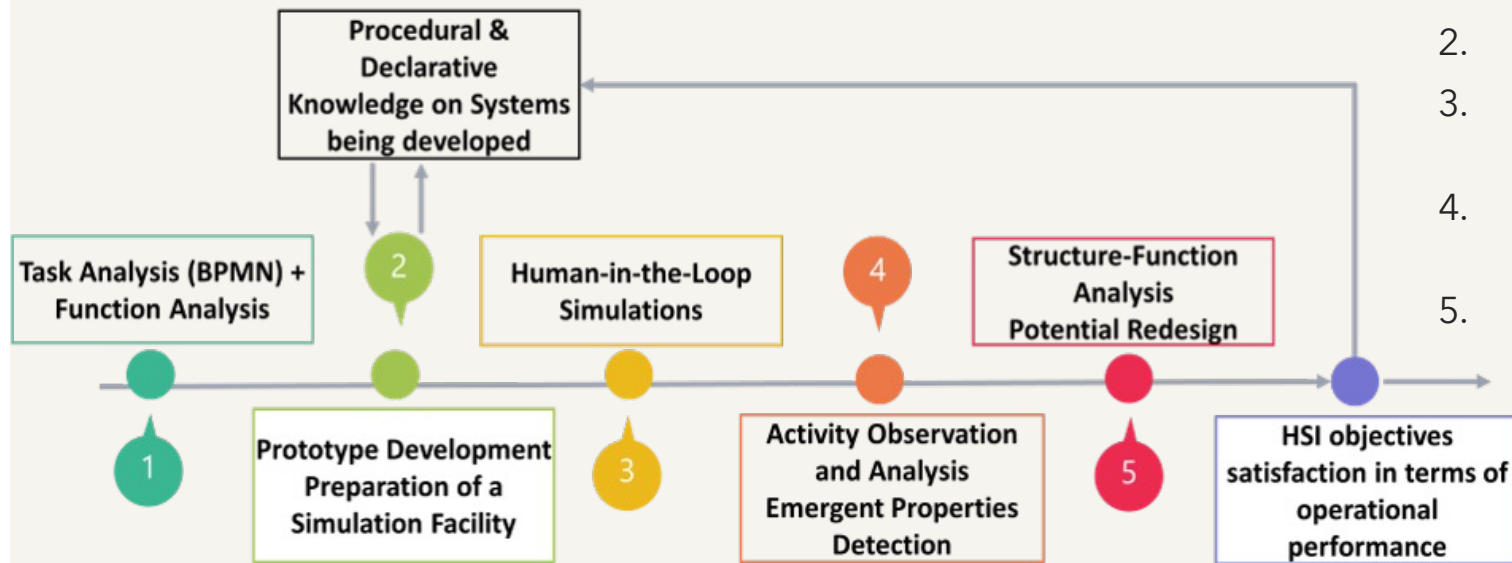 Procedural &
Declarative
Knowledge on Systems
being developed
2.
3.
4.
5.
Task Analysis (BPMN) +
Function Analysis
2
Human-in-the-Loop
Simulations
4
Structure-Function
Analysis
Potential Redesign
1
Prototype Development
Preparation of a
Simulation Facility
3
Activity Observation
and Analysis
Emergent Properties
Detection
5
HSI objectives
satisfaction in terms of
operational
performance